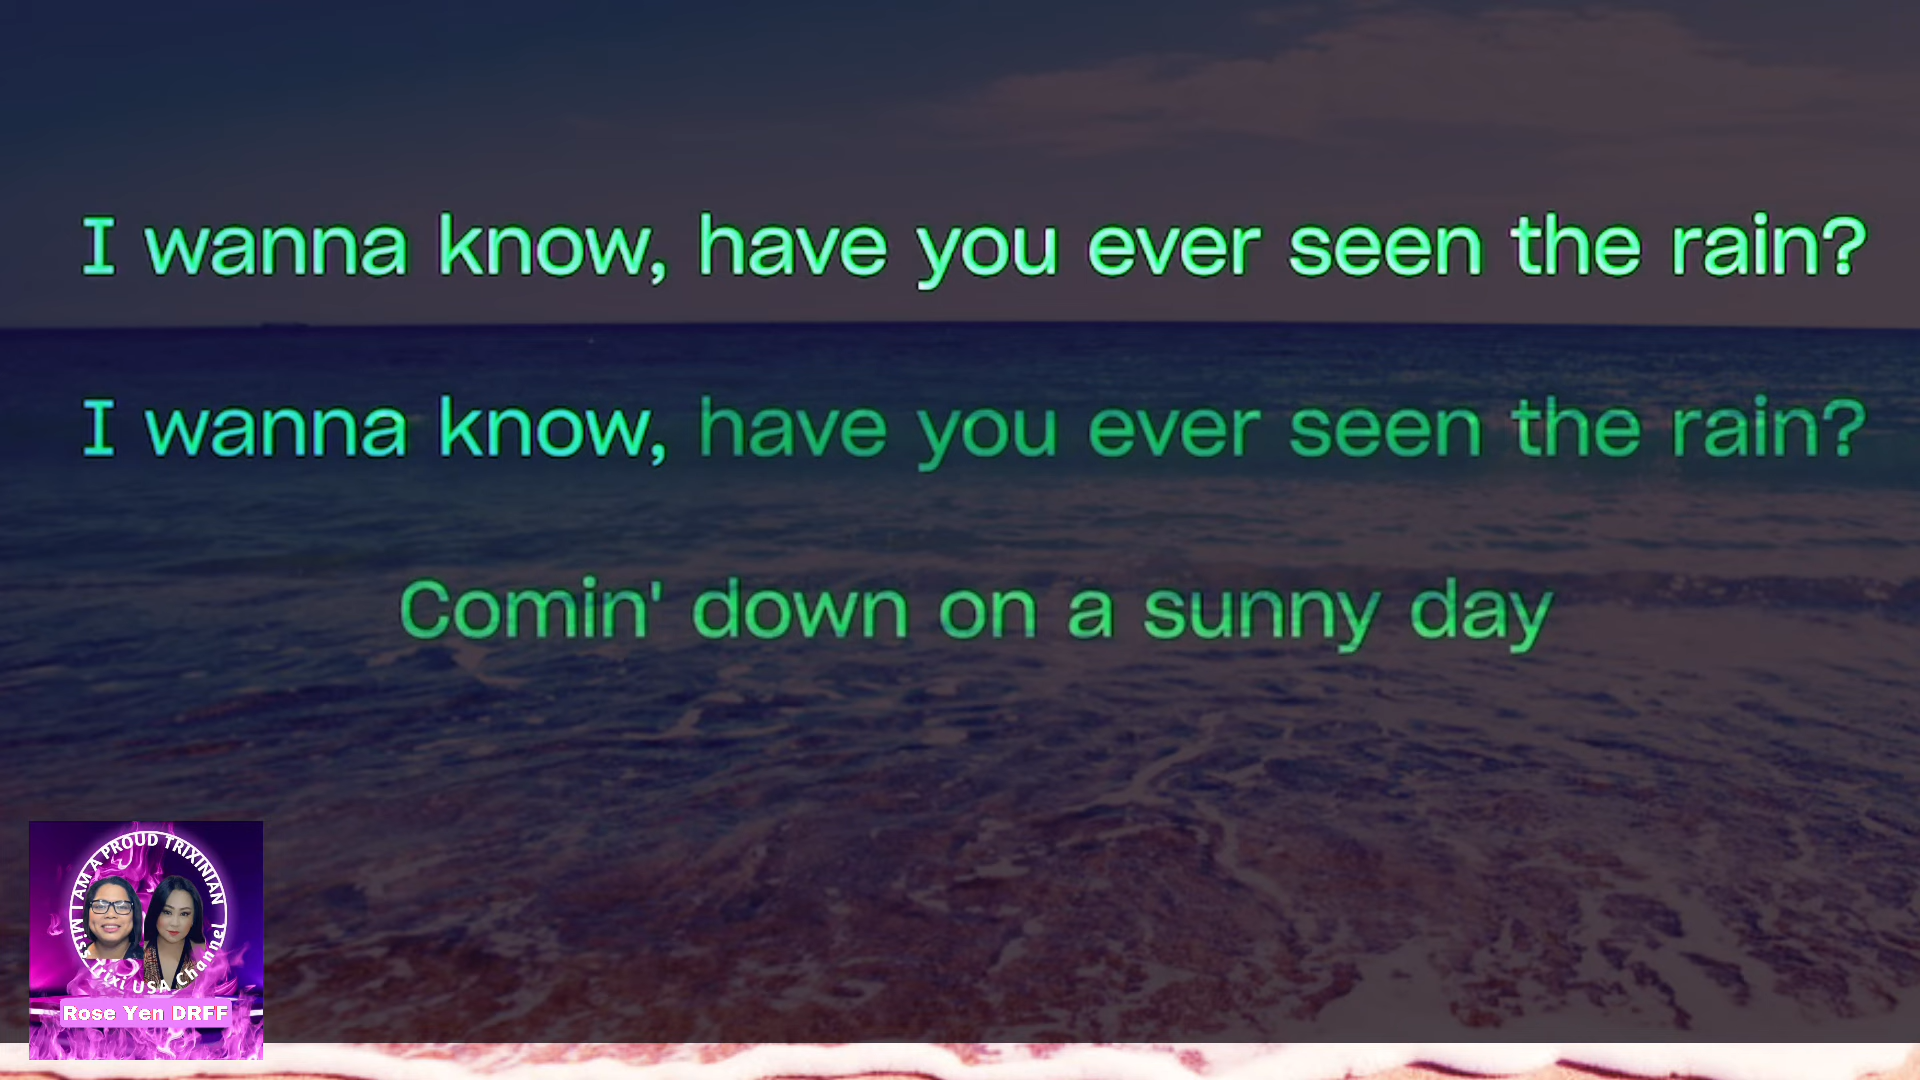 I wanna know, have you ever seen the rain?
I wanna know, have you ever seen the rain?
Comin' down on a sunny day
I AM A PROUD TRIXINIAN
Miss Trixi USA Channel
Rose Yen DRFF